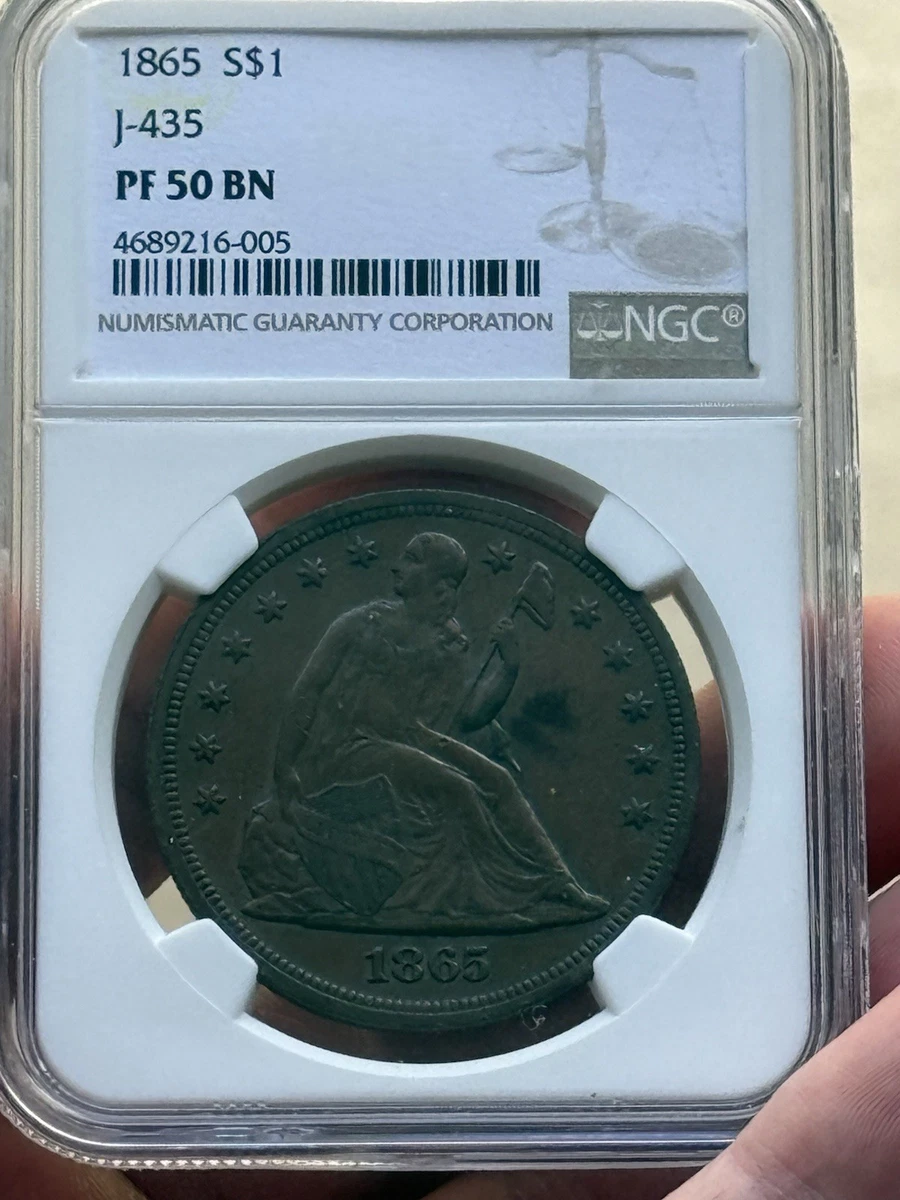 1865 S$1
J-435
PF 50 BN
4689216-005
NUMISMATIC GUARANTY CORPORATION
NGC®
1865